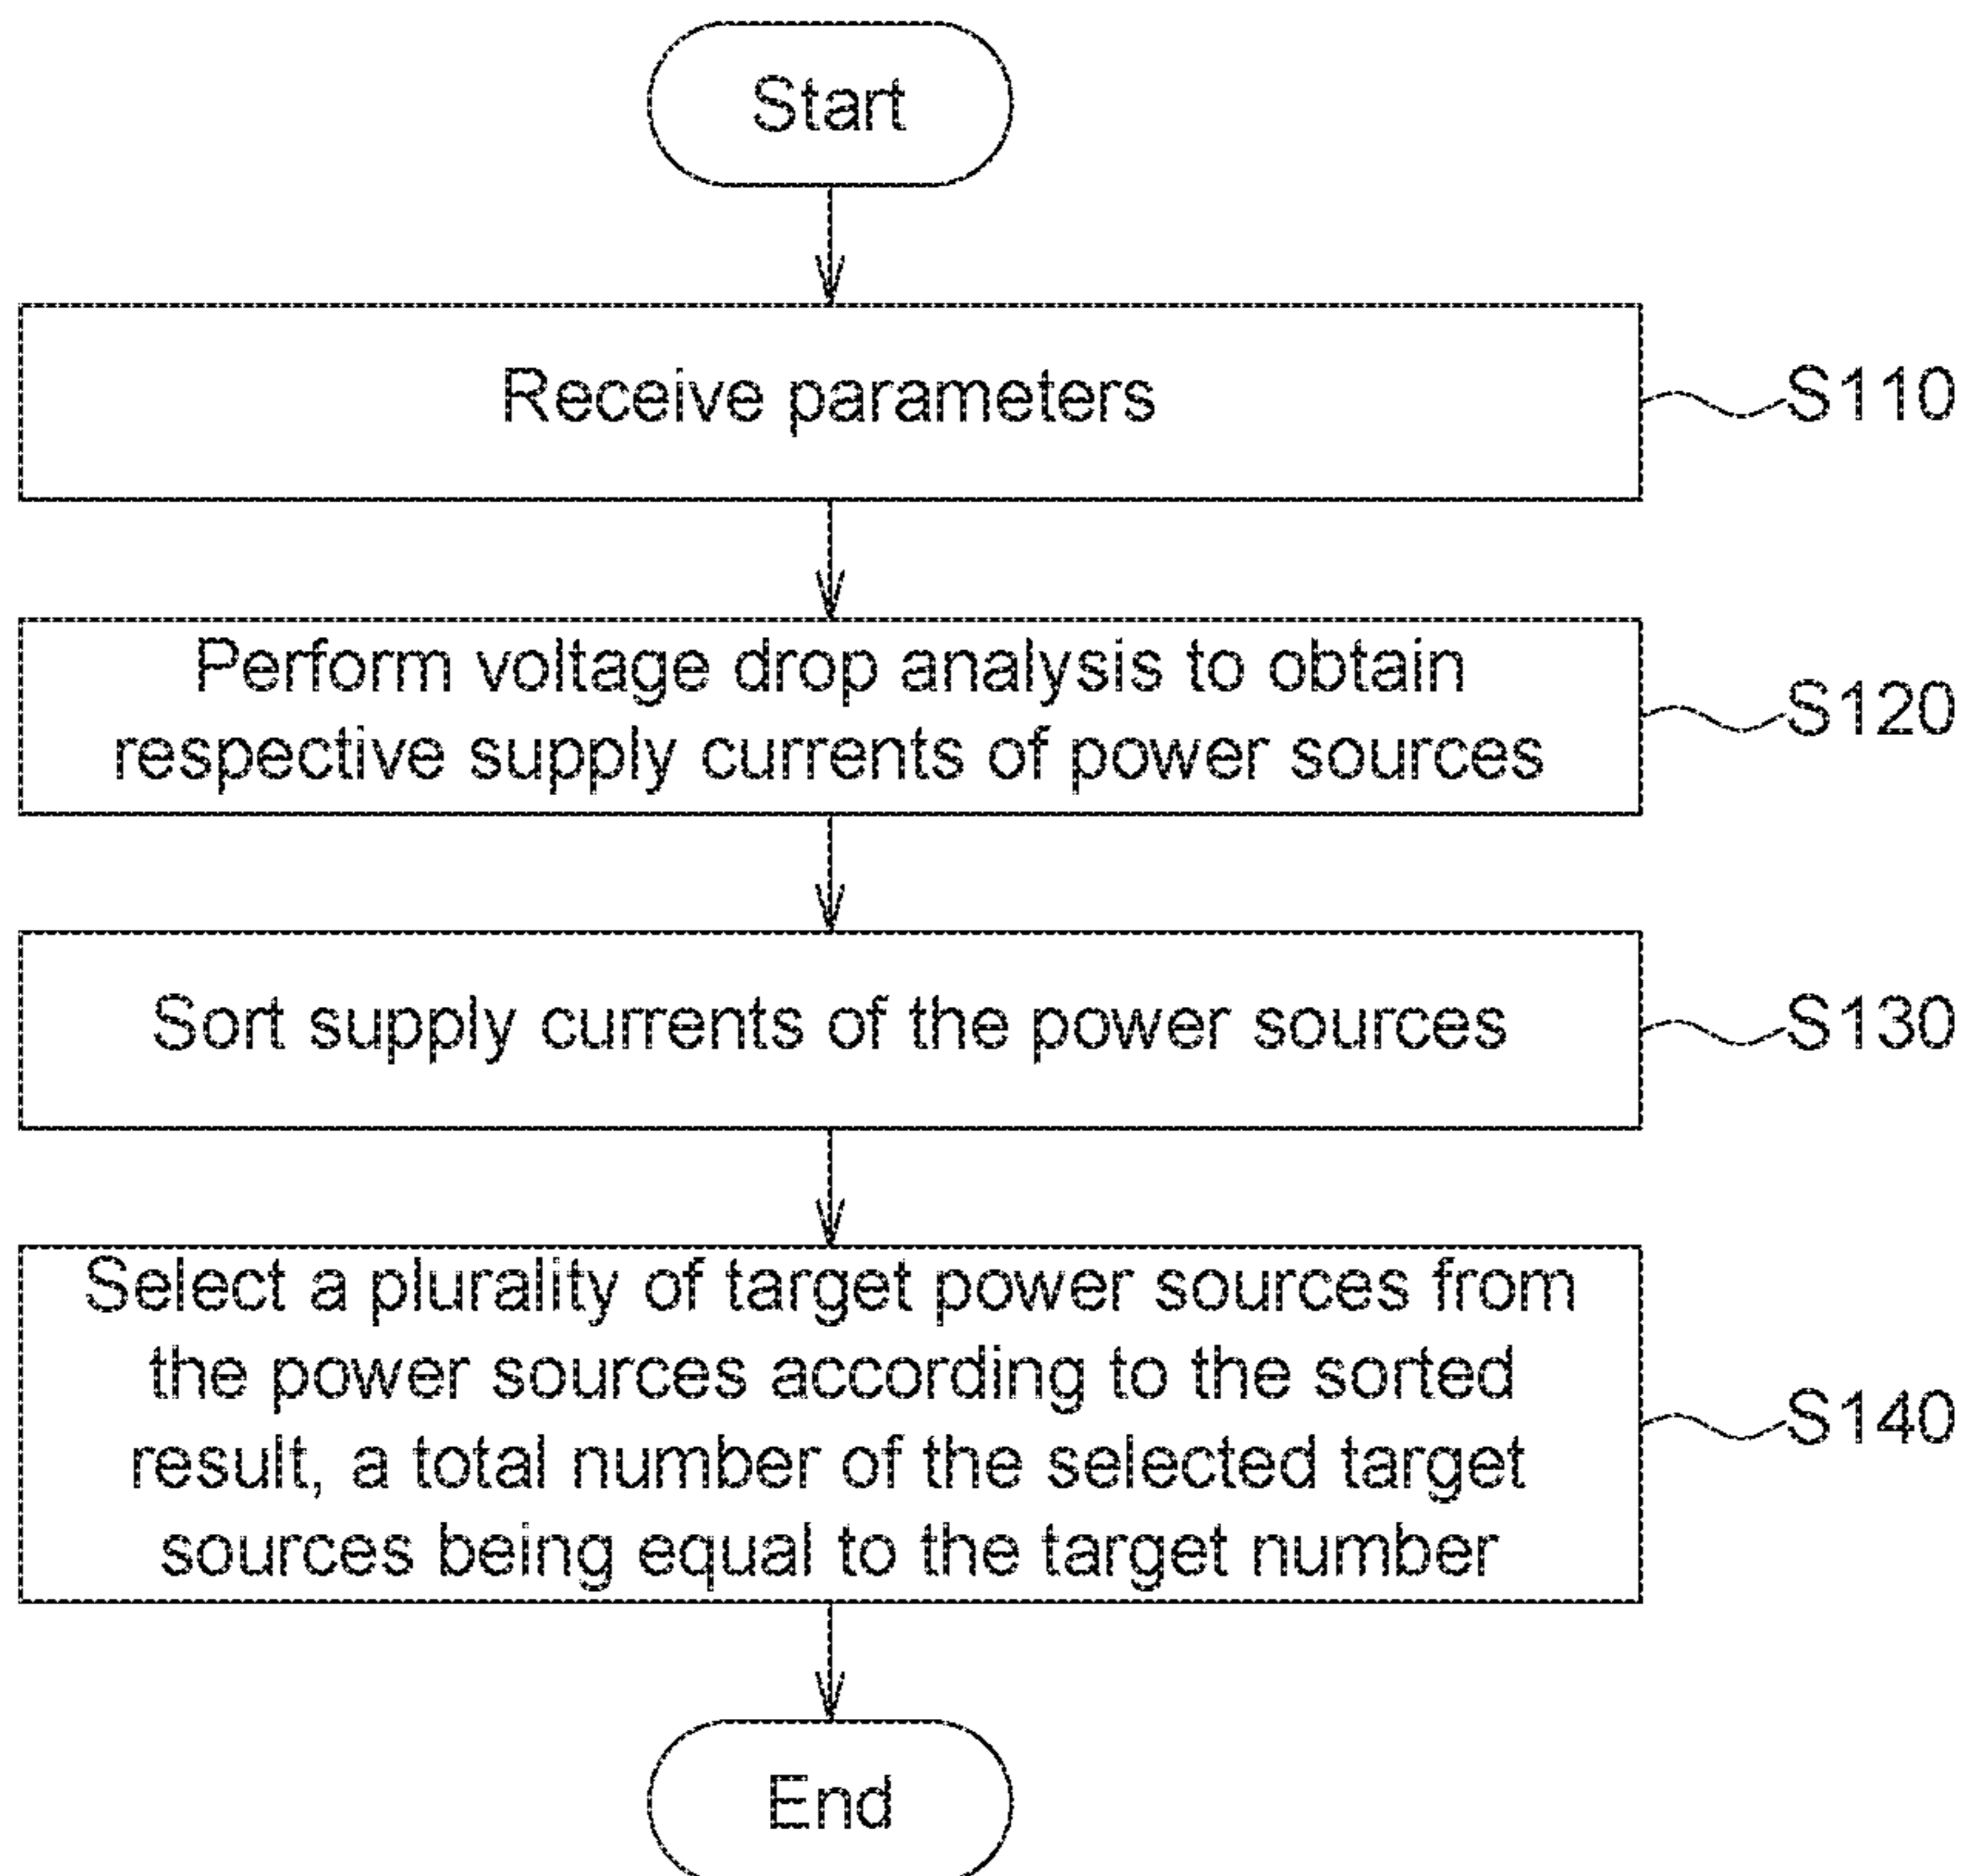 Start
Receive parameters
S110
Perform voltage drop analysis to obtain
respective supply currents of power sources
S120
Sort supply currents of the power sources
S130
Select a plurality of target power sources from
the power sources according to the sorted
result, a total number of the selected target
sources being equal to the target number
S140
End